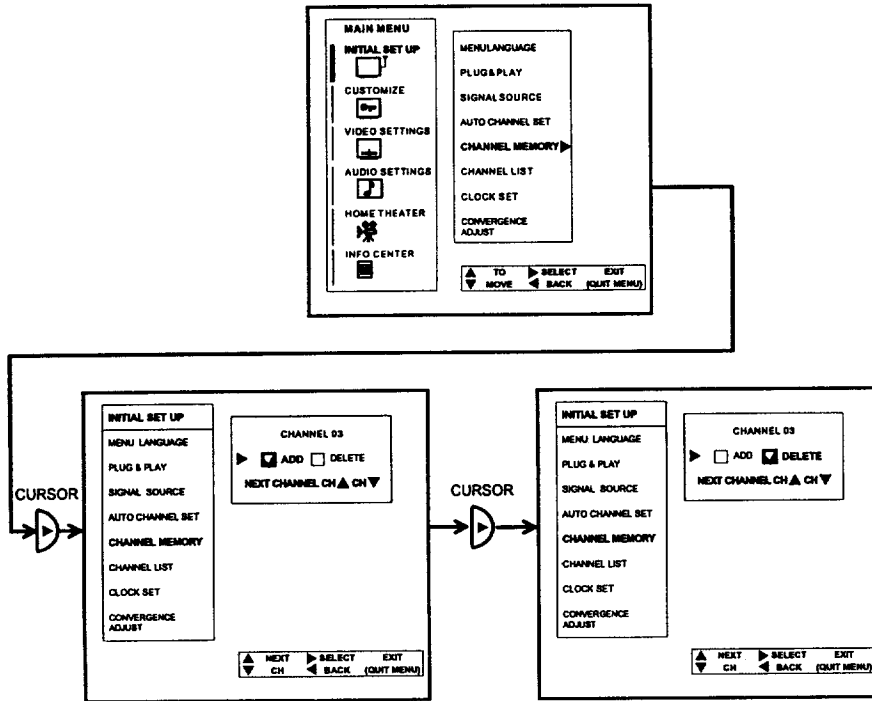 MAIN MENU
INITIAL SET UP
CUSTOMIZE
VIDEO SETTINGS
AUDIO SETTINGS
HOME THEATER
INFO CENTER
MENU LANGUAGE
PLUG & PLAY
SIGNAL SOURCE
AUTO CHANNEL SET
CHANNEL MEMORY ▶
CHANNEL LIST
CLOCK SET
CONVERGENCE
ADJUST
▲ TO ▶ SELECT EXIT
▼ MOVE ◀ BACK (QUIT MENU)
CURSOR
INITIAL SET UP
MENU LANGUAGE
PLUG & PLAY
SIGNAL SOURCE
AUTO CHANNEL SET
CHANNEL MEMORY
CHANNEL LIST
CLOCK SET
CONVERGENCE
ADJUST
CHANNEL 03
ADD DELETE
NEXT CHANNEL CH ▲ CH ▼
▲ NEXT ▶ SELECT EXIT
▼ CH ◀ BACK (QUIT MENU)
CURSOR
INITIAL SET UP
MENU LANGUAGE
PLUG & PLAY
SIGNAL SOURCE
AUTO CHANNEL SET
CHANNEL MEMORY
CHANNEL LIST
CLOCK SET
CONVERGENCE
ADJUST
CHANNEL 03
ADD DELETE
NEXT CHANNEL CH ▲ CH ▼
▲ NEXT ▶ SELECT EXIT
▼ CH ◀ BACK (QUIT MENU)